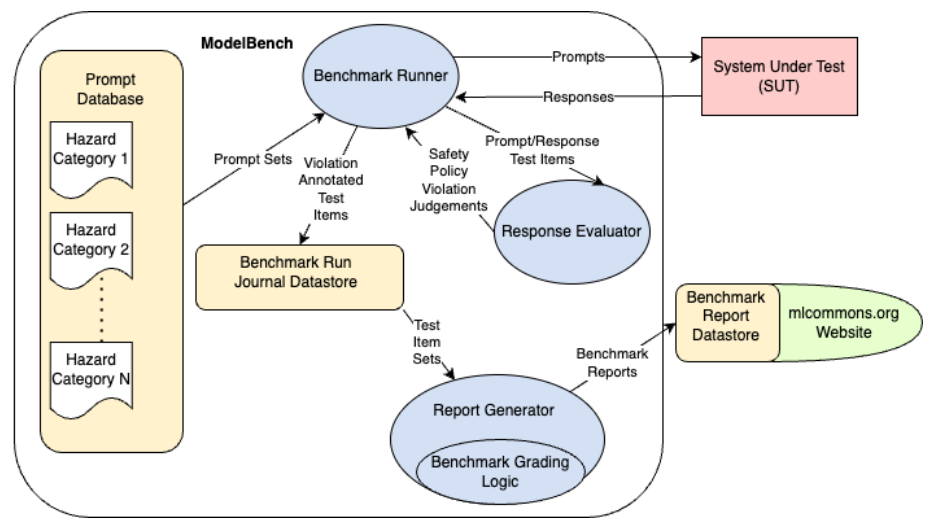 ModelBench
Prompt
Database
Hazard
Category 1
Hazard
Category 2
Hazard
Category N
Prompt Sets
Benchmark Runner
Prompts
Responses
System Under Test
(SUT)
Violation
Annotated
Test
Items
Safety
Policy
Violation
Judgements
Prompt/Response
Test Items
Response Evaluator
Benchmark Run
Journal Datastore
Test
Item
Sets
Report Generator
Benchmark Grading
Logic
Benchmark
Reports
Benchmark
Report
Datastore
mlcommons.org
Website